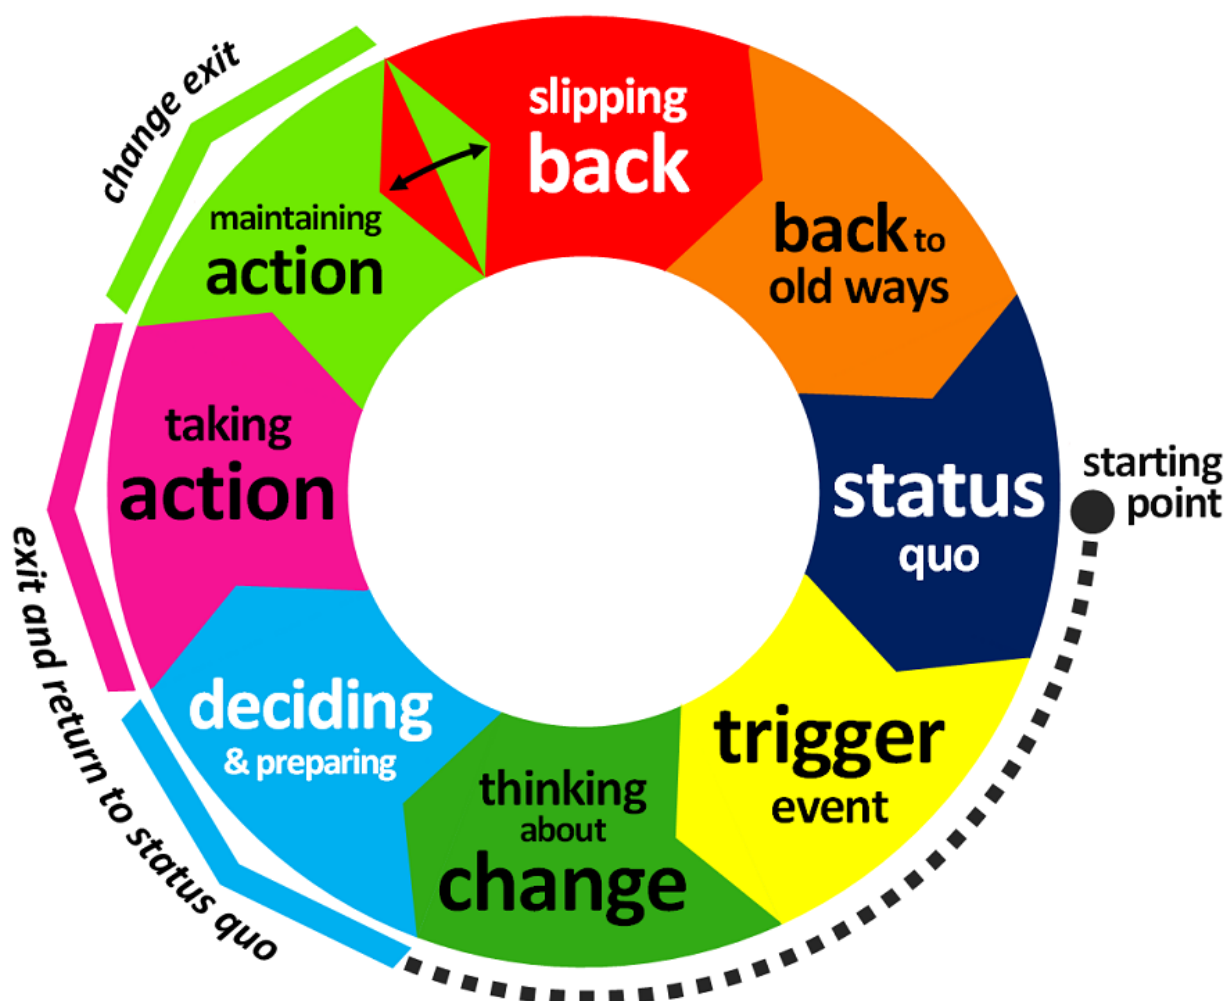 change exit
slipping
back
back to
old ways
maintaining
action
starting
point
status
quo
taking
action
exit and return to status quo
deciding
& preparing
trigger
event
thinking
about
change